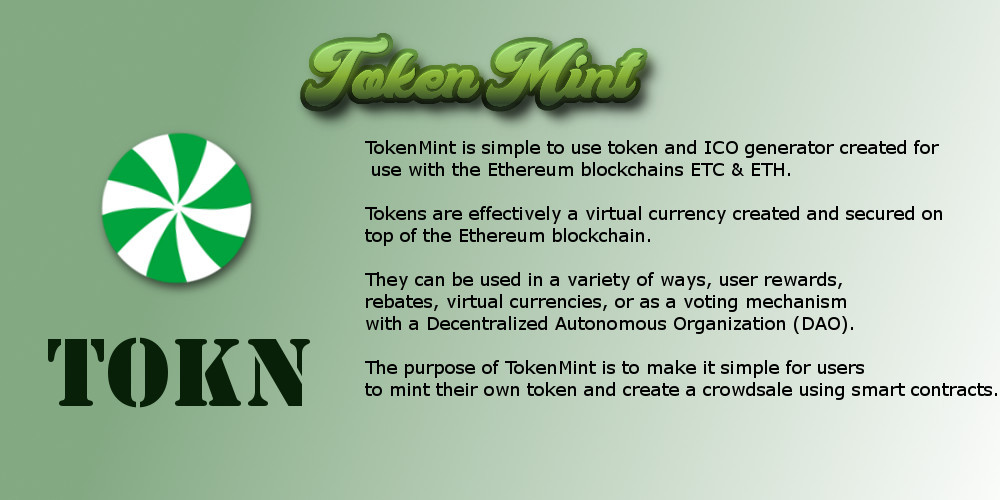 Token Mint
TokenMint is simple to use token and ICO generator created for
use with the Ethereum blockchains ETC & ETH.
Tokens are effectively a virtual currency created and secured on
top of the Ethereum blockchain.
They can be used in a variety of ways, user rewards,
rebates, virtual currencies, or as a voting mechanism
with a Decentralized Autonomous Organization (DAO).
TOKN
The purpose of TokenMint is to make it simple for users
to mint their own token and create a crowdsale using smart contracts.